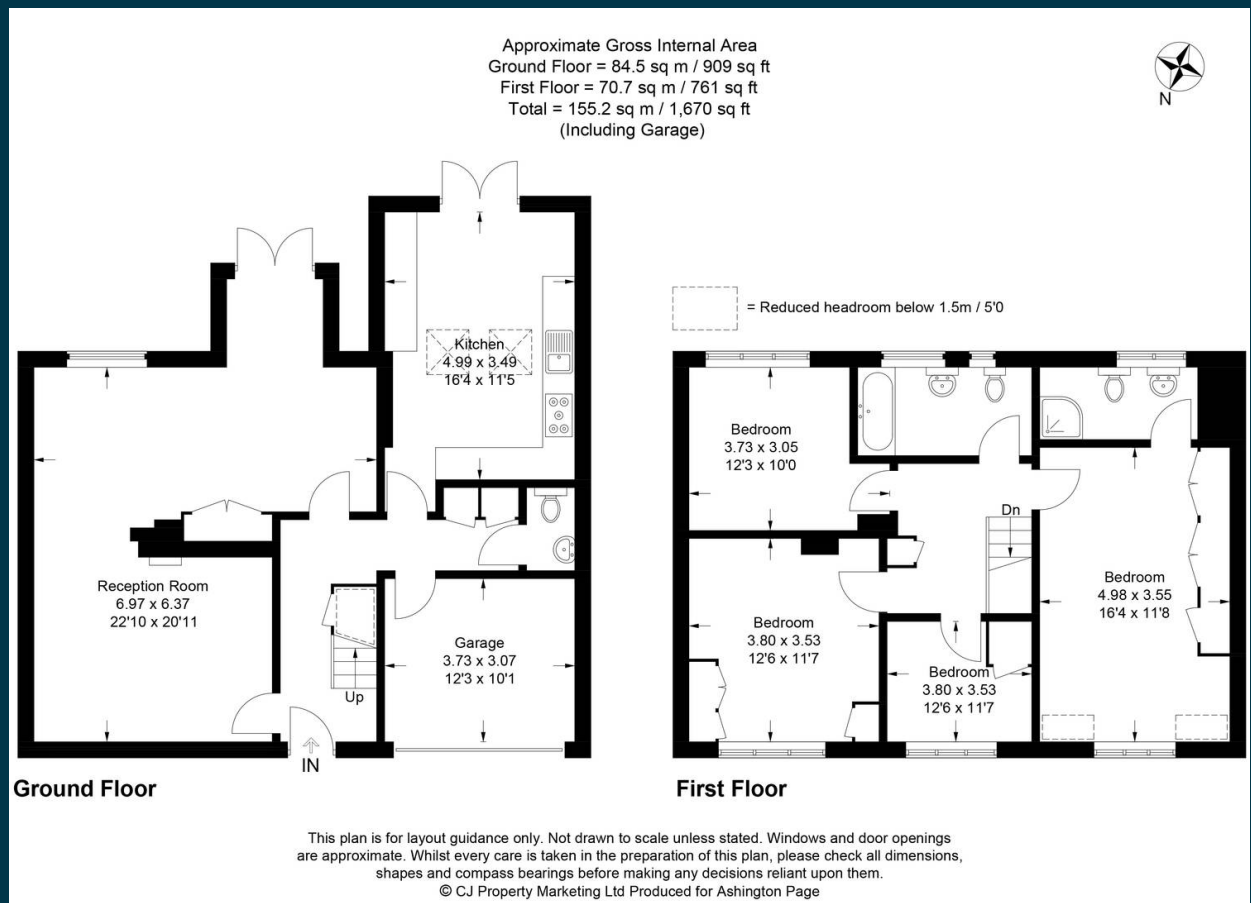 Approximate Gross Internal Area
Ground Floor = 84.5 sq m / 909 sq ft
First Floor = 70.7 sq m / 761 sq ft
Total = 155.2 sq m / 1,670 sq ft
(Including Garage)
N
Kitchen
4.99 x 3.49
16'4 x 11'5
Reception Room
6.97 x 6.37
22'10 x 20'11
Garage
3.73 x 3.07
12'3 x 10'1
Up
IN
Ground Floor
= Reduced headroom below 1.5m / 5'0
Bedroom
3.73 x 3.05
12'3 x 10'0
Dn
Bedroom
4.98 x 3.55
16'4 x 11'8
Bedroom
3.80 x 3.53
12'6 x 11'7
Bedroom
3.80 x 3.53
12'6 x 11'7
First Floor
This plan is for layout guidance only. Not drawn to scale unless stated. Windows and door openings
are approximate. Whilst every care is taken in the preparation of this plan, please check all dimensions,
shapes and compass bearings before making any decisions reliant upon them.
© CJ Property Marketing Ltd Produced for Ashington Page